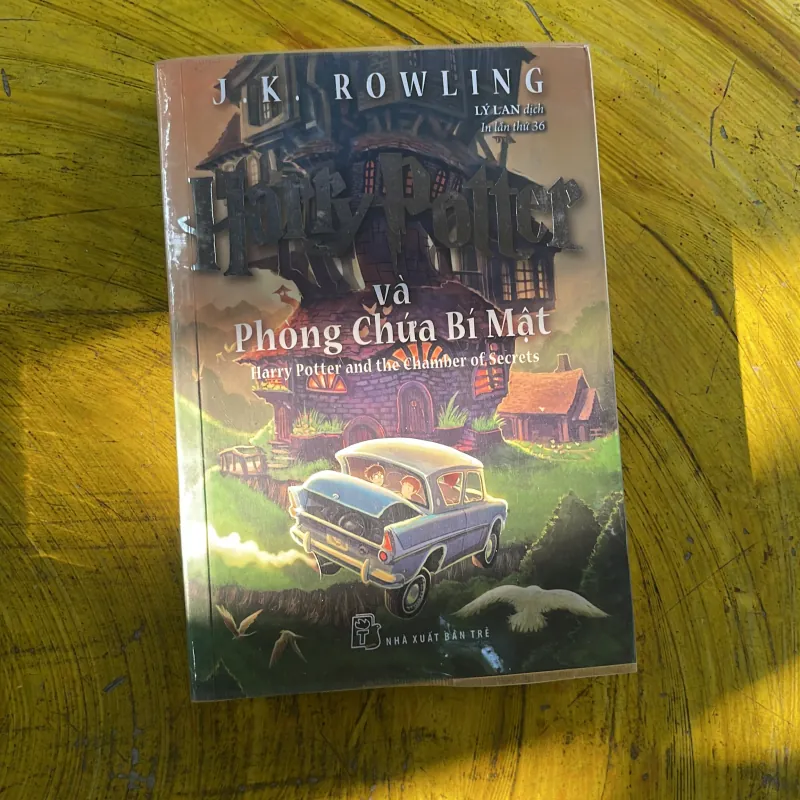 J. K. ROWLING
LÝ LAN dịch
In lần thứ 36
Harry Potter
và
Phòng Chứa Bí Mật
Harry Potter and the Chamber of Secrets
NHÀ XUẤT BẢN TRẺ